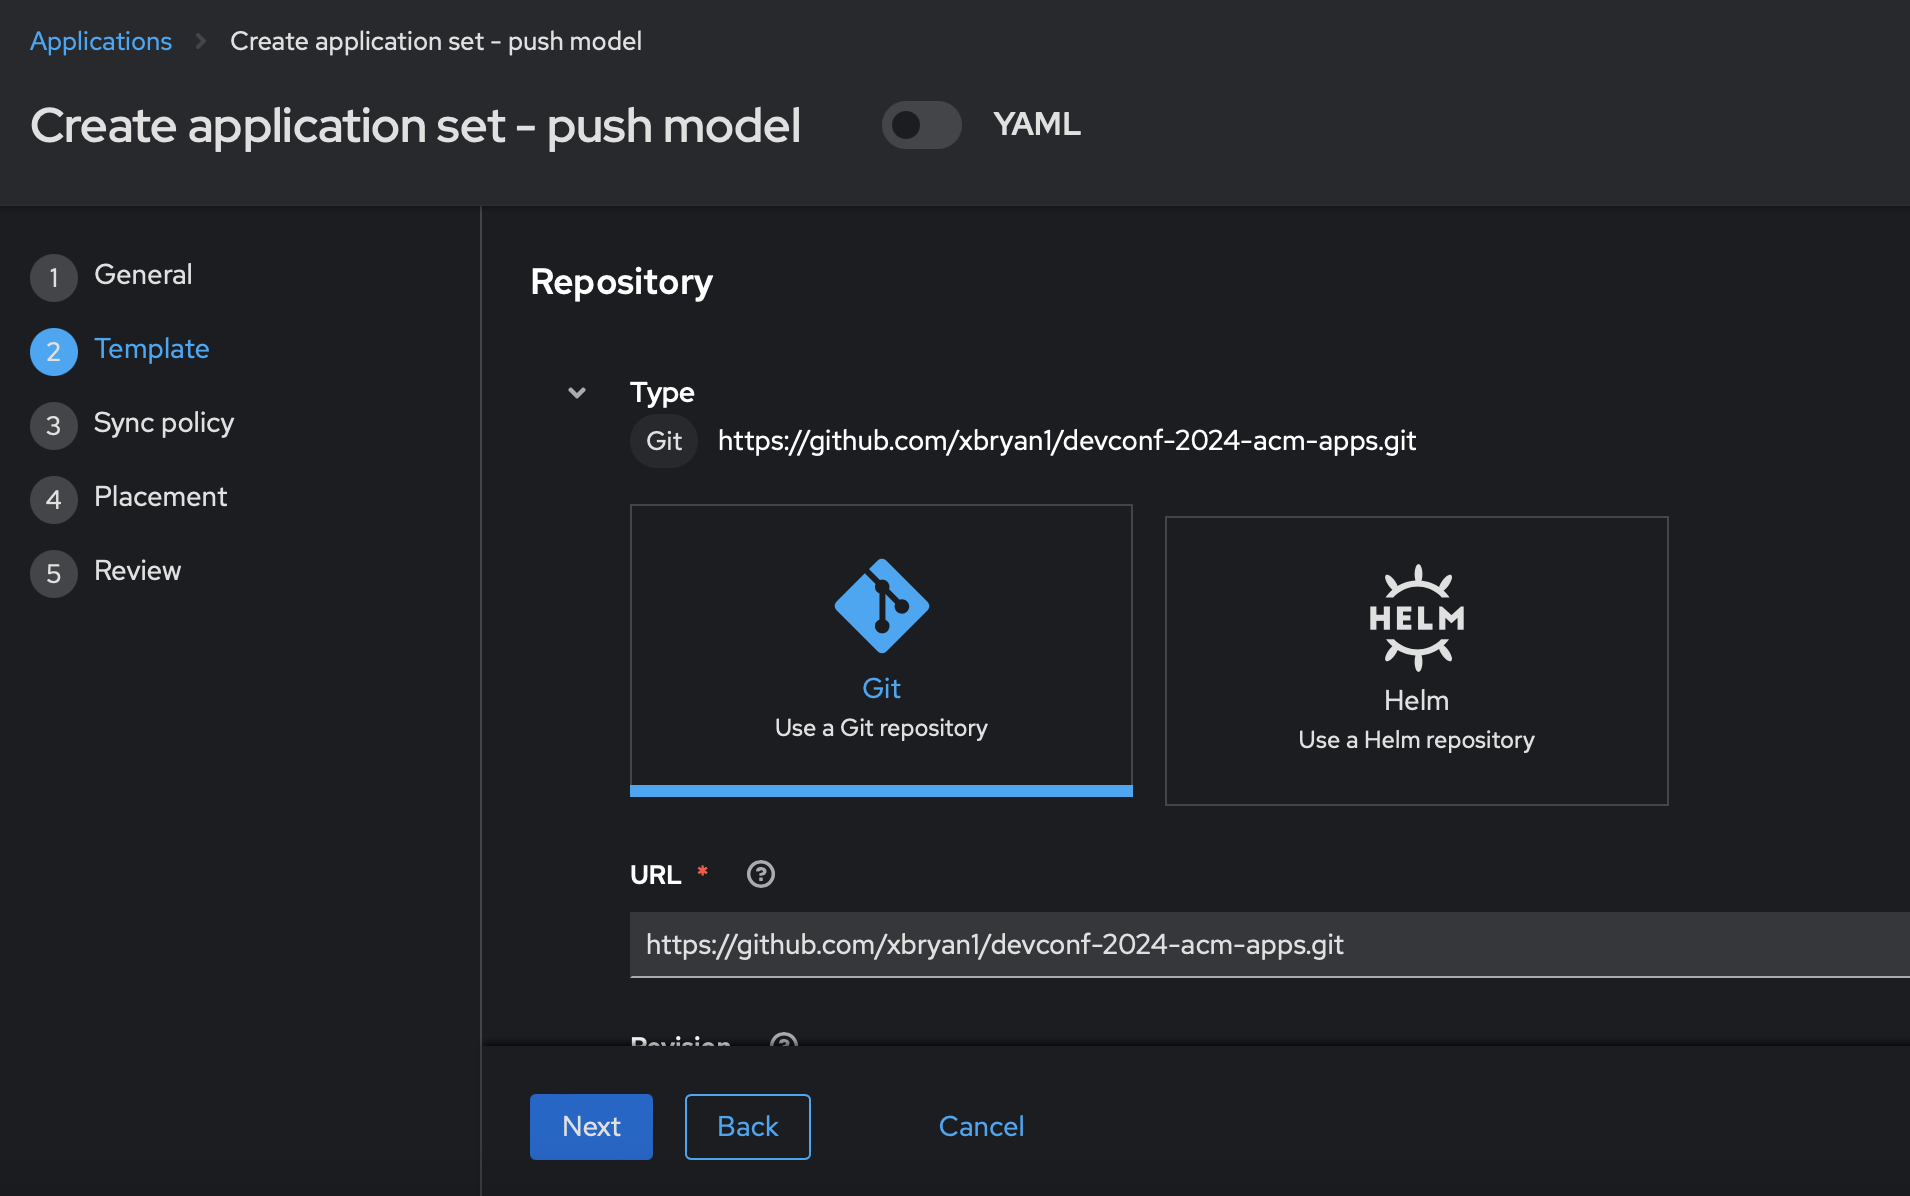 Applications > Create application set - push model
Create application set - push model
YAML
1 General
2 Template
3 Sync policy
4 Placement
5 Review
Repository
Type
Git https://github.com/xbryan1/devconf-2024-acm-apps.git
Git
Use a Git repository
HELM
Helm
Use a Helm repository
URL *
https://github.com/xbryan1/devconf-2024-acm-apps.git
Revision
Next
Back
Cancel